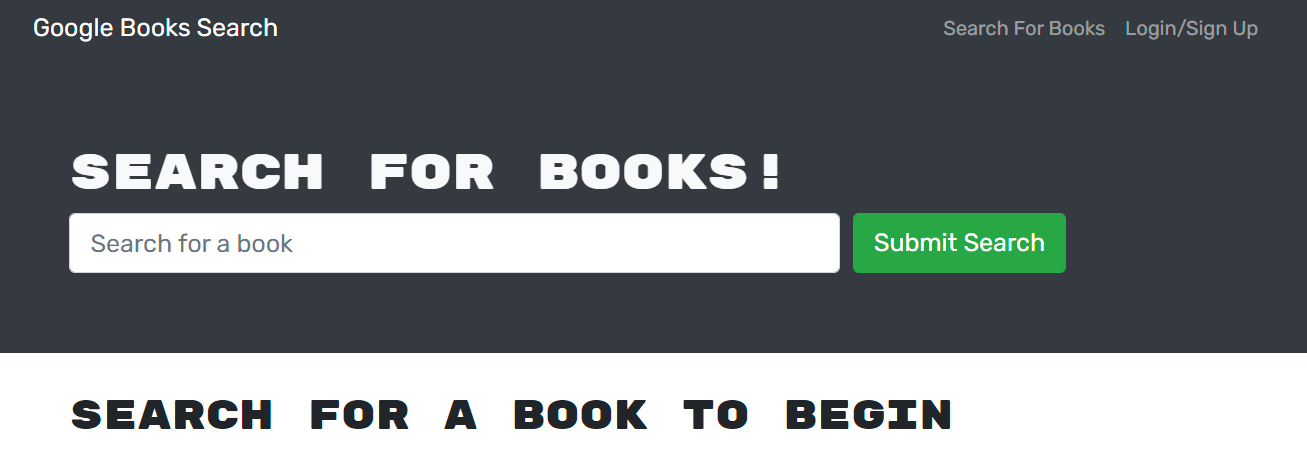 Google Books Search
Search For Books
Login/Sign Up
SEARCH FOR BOOKS!
Search for a book
Submit Search
SEARCH FOR A BOOK TO BEGIN